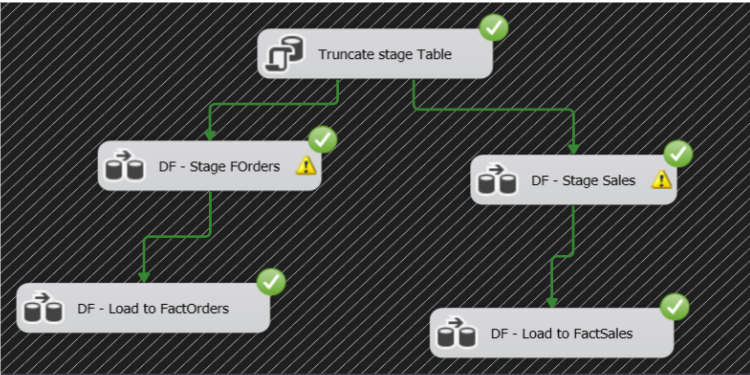 Truncate stage Table
DF - Stage FOrders
DF - Stage Sales
DF - Load to FactOrders
DF - Load to FactSales